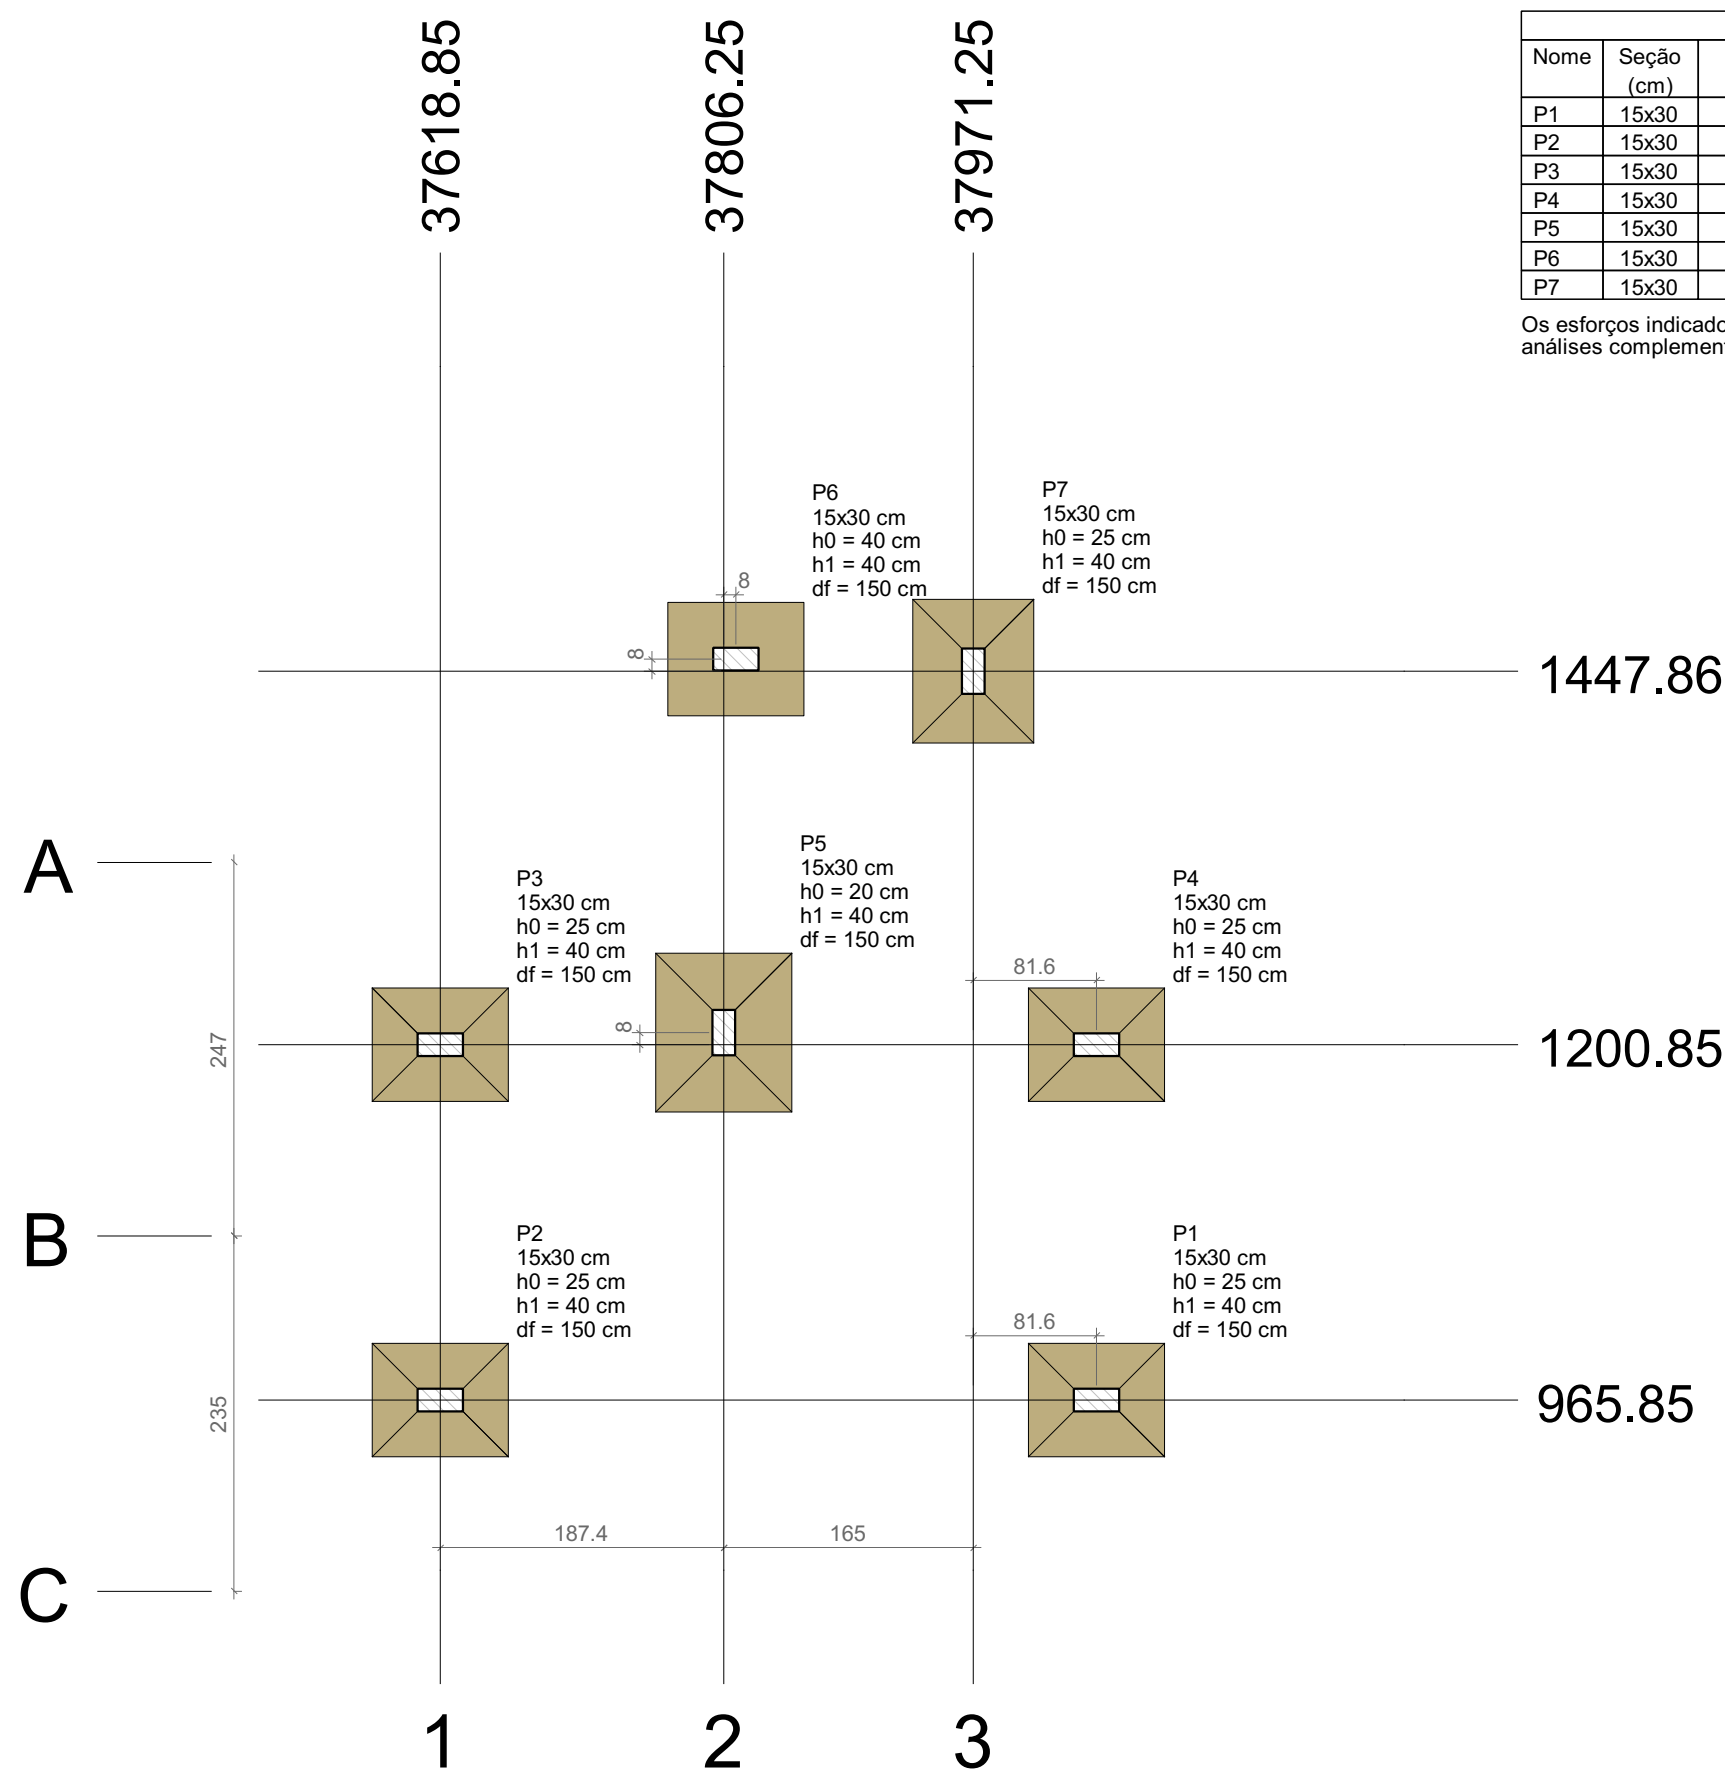 37618.85
37806.25
37971.25
Nome Seção
(cm)
P1 15x30
P2 15x30
P3 15x30
P4 15x30
P5 15x30
P6 15x30
P7 15x30
Os esforços
análises
P6
15x30 cm
h0 = 40 cm
h1 = 40 cm
df = 150 cm
P7
15x30 cm
h0 = 25 cm
h1 = 40 cm
df = 150 cm
8
8
1447.86
A
P3
15x30 cm
h0 = 25 cm
h1 = 40 cm
df = 150 cm
P5
15x30 cm
h0 = 20 cm
h1 = 40 cm
df = 150 cm
P4
15x30 cm
h0 = 25 cm
h1 = 40 cm
df = 150 cm
81.6
8
247
1200.85
B
P2
15x30 cm
h0 = 25 cm
h1 = 40 cm
df = 150 cm
P1
15x30 cm
h0 = 25 cm
h1 = 40 cm
df = 150 cm
81.6
235
965.85
187.4
165
C
1
2
3